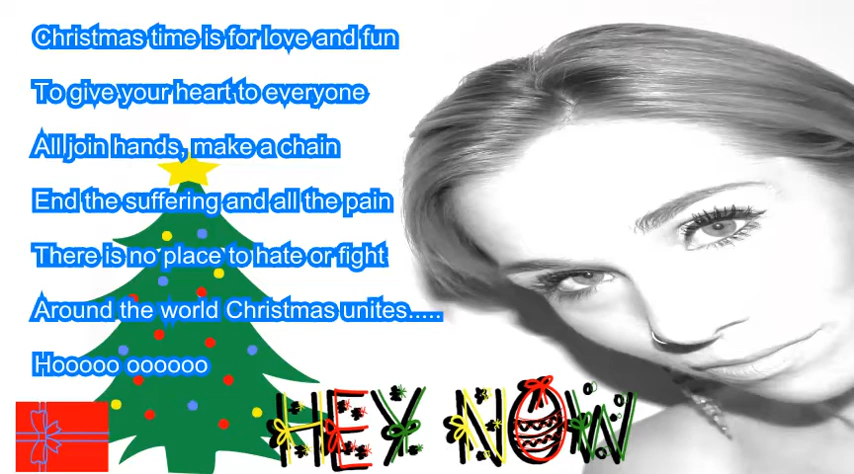 Christmas time is for love and fun
To give your heart to everyone
All join hands, make a chain
End the suffering and all the pain
There is no place to hate or fight
Around the world Christmas unites.....
Hooooo oooooo
HEY NOW